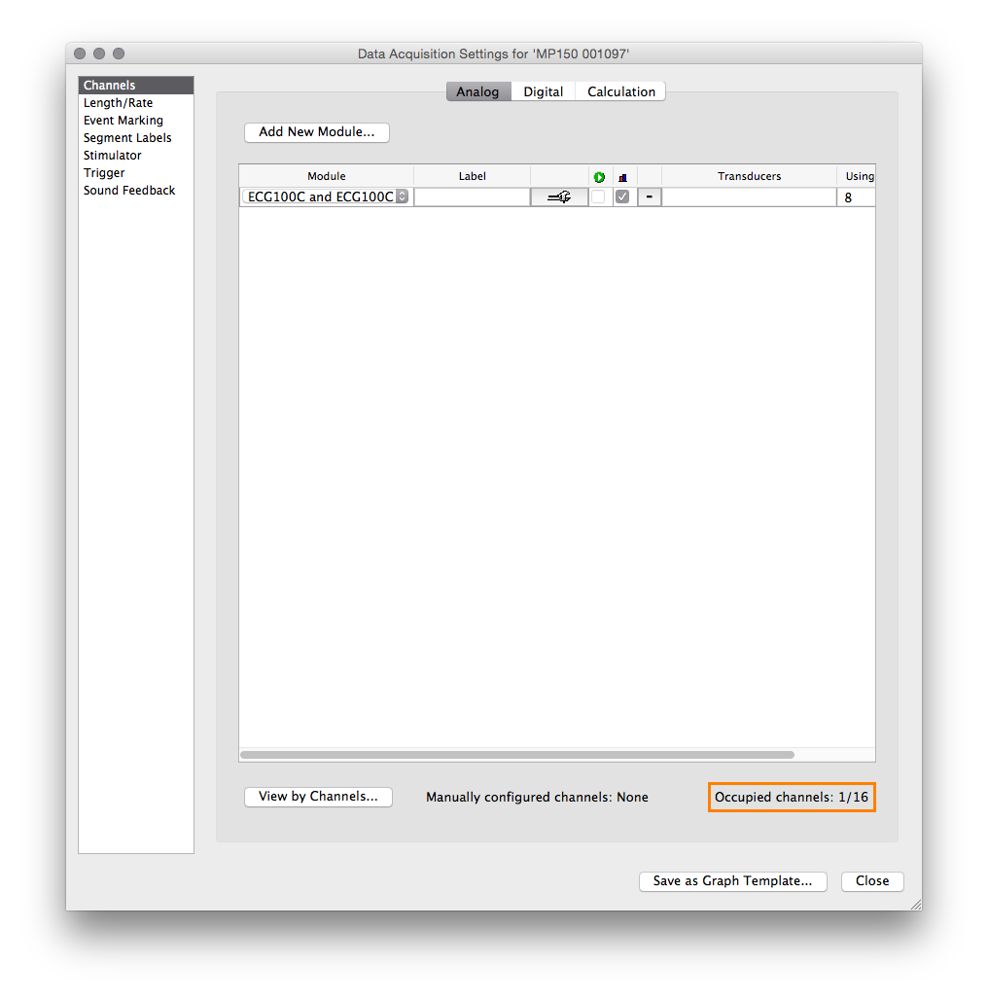 Data Acquisition Settings for 'MP150 001097'
Channels
Length/Rate
Event Marking
Segment Labels
Stimulator
Trigger
Sound Feedback
Analog Digital Calculation
Add New Module...
Module Label Transducers Using
ECG100C and ECG100C - 8
View by Channels... Manually configured channels: None Occupied channels: 1/16
Save as Graph Template... Close